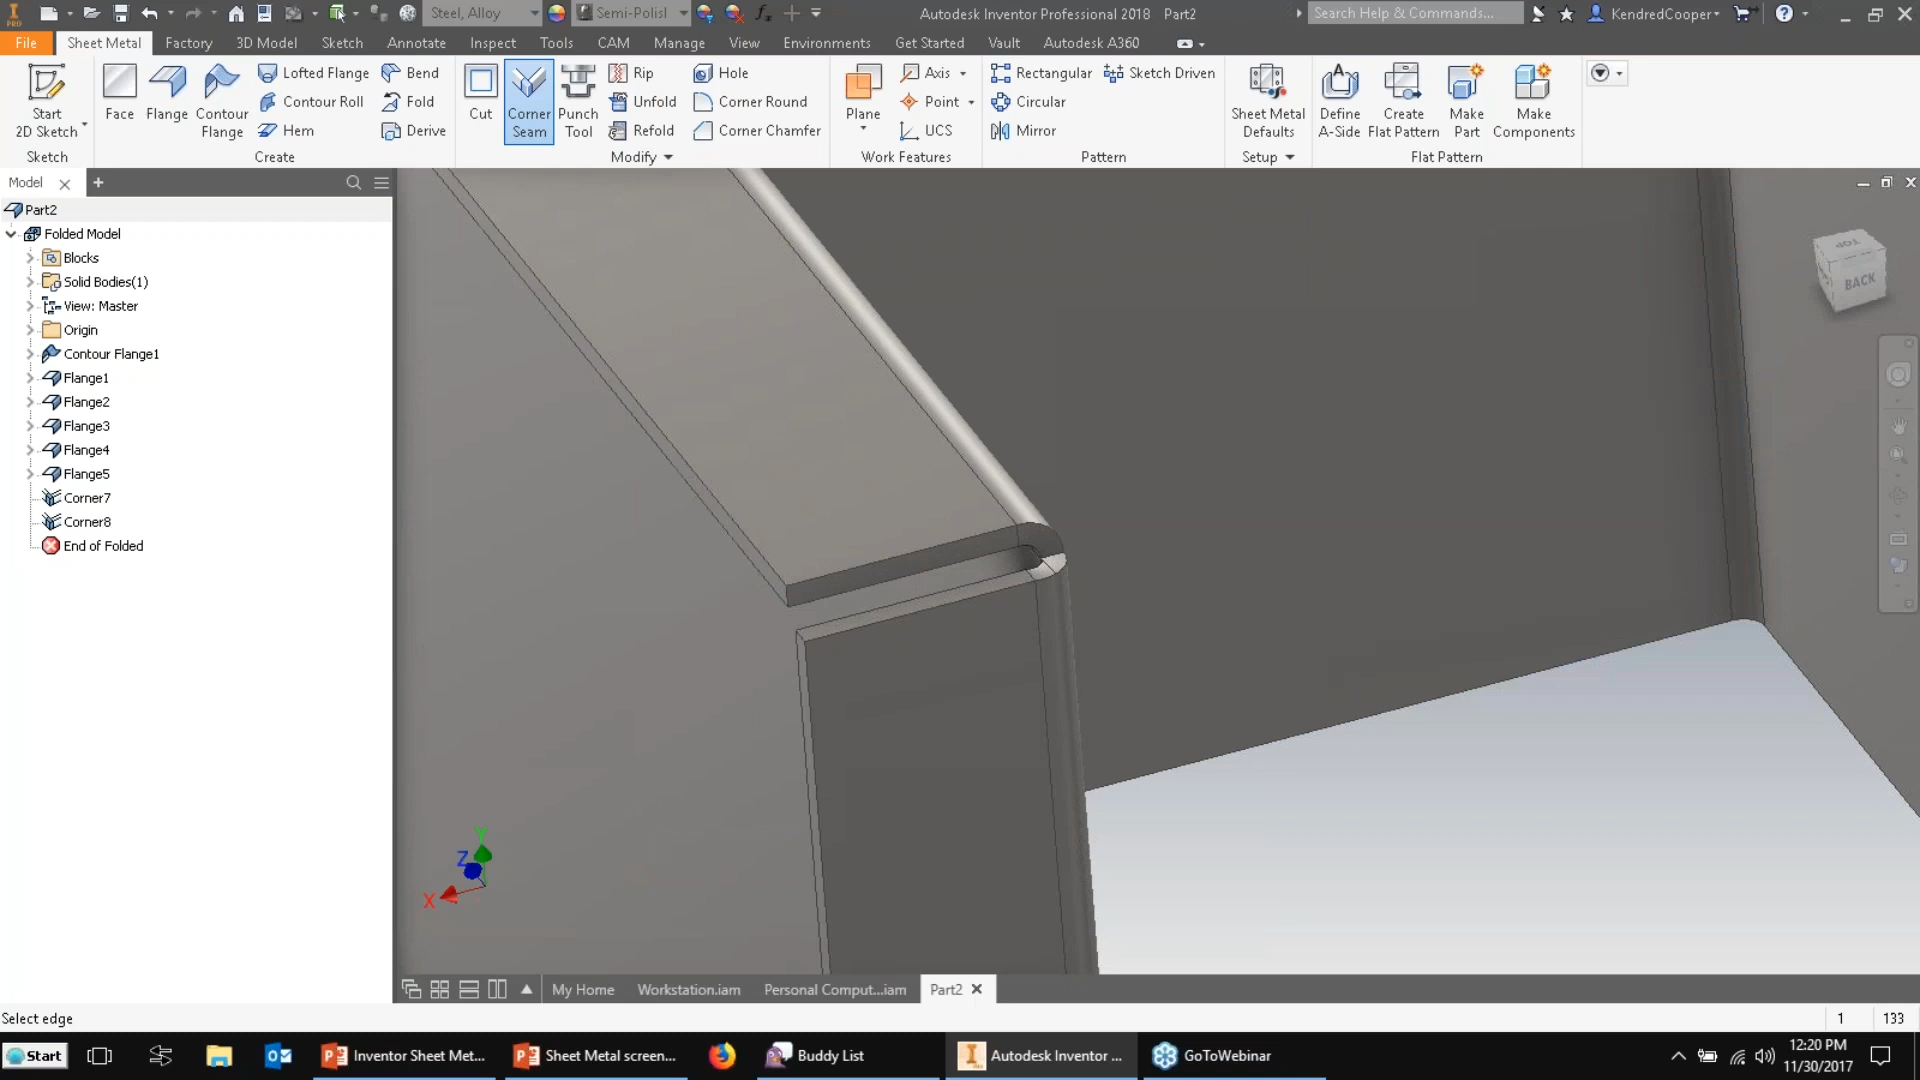 PRO Steel, Alloy Semi-Polisl Autodesk Inventor Professional 2018 Part2 Search Help & Commands... KendredCooper
File Sheet Metal Factory 3D Model Sketch Annotate Inspect Tools CAM Manage View Environments Get Started Vault Autodesk A360
Start 2D Sketch
Sketch
Face
Flange
Contour Flange
Lofted Flange
Contour Roll
Hem
Bend
Fold
Derive
Create
Cut
Corner Seam
Punch Tool
Rip
Unfold
Refold
Hole
Corner Round
Corner Chamfer
Modify
Plane
Axis
Point
UCS
Work Features
Rectangular
Circular
Mirror
Sketch Driven
Pattern
Sheet Metal Defaults
Setup
Define A-Side
Create Flat Pattern
Make Part
Make Components
Flat Pattern
Model
Part2
Folded Model
Blocks
Solid Bodies(1)
View: Master
Origin
Contour Flange1
Flange1
Flange2
Flange3
Flange4
Flange5
Corner7
Corner8
End of Folded
TOP
BACK
Y
Z
X
My Home Workstation.iam Personal Comput...iam Part2
Select edge 1 133
Start Inventor Sheet Met... Sheet Metal screen... Buddy List Autodesk Inventor ... GoToWebinar
12:20 PM
11/30/2017